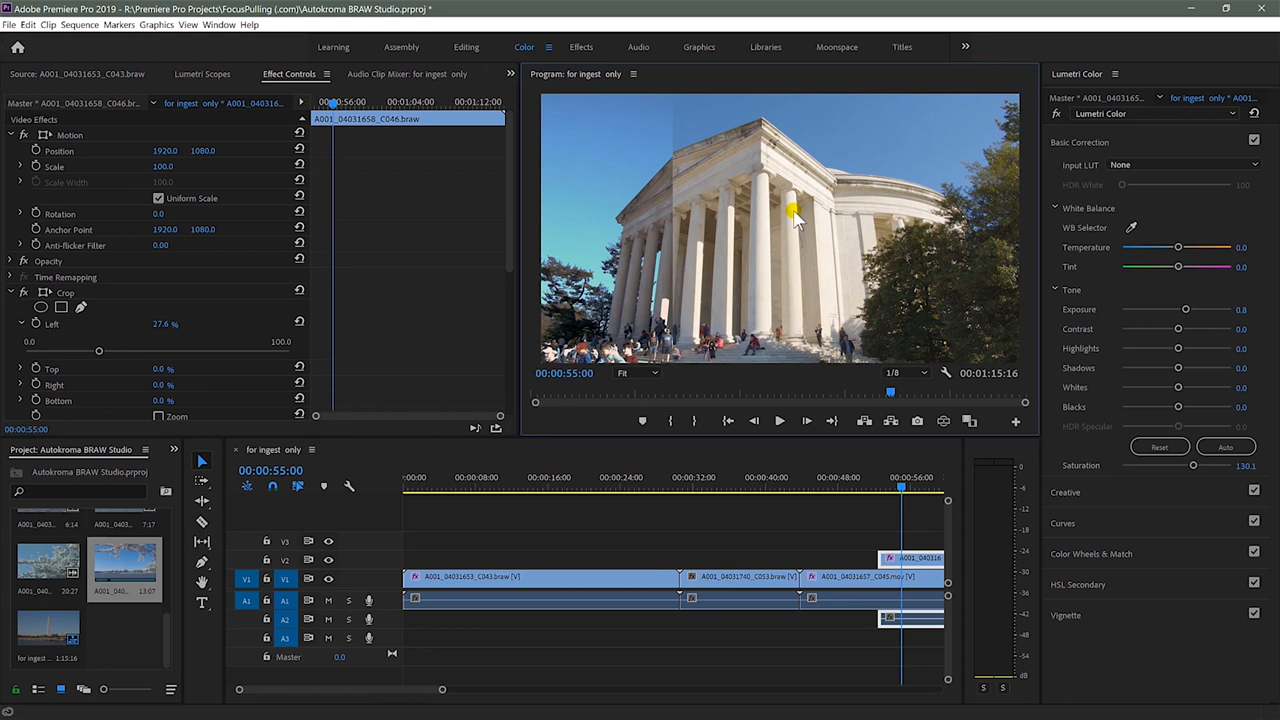 Adobe Premiere Pro 2019 - R:\Premiere Pro Projects\FocusPulling (.com)\Autokroma BRAW Studio.prproj *
File Edit Clip Sequence Markers Graphics View Window Help
Learning Assembly Editing Color Effects Audio Graphics Libraries Moonspace Titles
Source: A001_04031653_C043.braw Lumetri Scopes Effect Controls Audio Clip Mixer: for ingest only
Program: for ingest only
Lumetri Color
Master * A001_04031658_C046.br... for ingest only * A001_040316...
00:00:56:00 00:01:04:00 00:01:12:00
Video Effects
A001_04031658_C046.braw
fx Motion
Position 1920.0 1080.0
Scale 100.0
Scale Width 100.0
Uniform Scale
Rotation 0.0
Anchor Point 1920.0 1080.0
Anti-flicker Filter 0.00
fx Opacity
Time Remapping
fx Crop
Left 27.6 %
0.0 100.0
Top 0.0 %
Right 0.0 %
Bottom 0.0 %
Zoom
00:00:55:00
00:00:55:00 Fit 1/8 00:01:15:16
Master * A001_0403165... for ingest only * A001...
fx Lumetri Color
Basic Correction
Input LUT None
HDR White 100
White Balance
WB Selector
Temperature 0.0
Tint 0.0
Tone
Exposure 0.8
Contrast 0.0
Highlights 0.0
Shadows 0.0
Whites 0.0
Blacks 0.0
HDR Specular 0.0
Reset Auto
Saturation 130.1
Creative
Curves
Color Wheels & Match
HSL Secondary
Vignette
Project: Autokroma BRAW Studio
Autokroma BRAW Studio.prproj
A001_0403... 6:14 A001_0403... 7:17
A001_040... 20:27 A001_040... 13:07
for ingest only 1:15:16
for ingest only
00:00:55:00
:00:00 00:00:08:00 00:00:16:00 00:00:24:00 00:00:32:00 00:00:40:00 00:00:48:00 00:00:56:00
V3
V2 fx A001_040316
V1 V1 fx A001_04031653_C043.braw [V] fx A001_04031740_C053.braw [V] fx A001_04031657_C045.mov [V]
A1 A1 M S fx fx fx
A2 M S fx
A3 M S
Master 0.0
0
-6
-12
-18
-24
-30
-36
-42
-48
-54
dB
S S